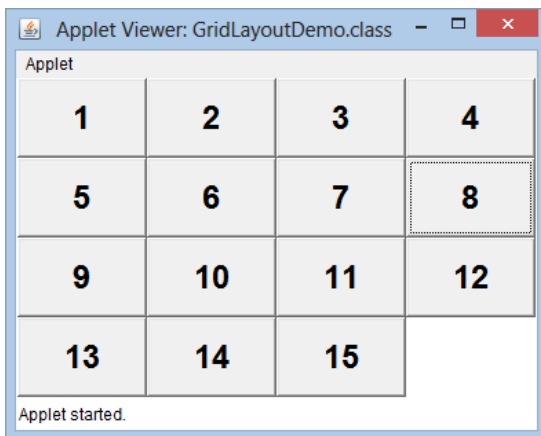 Applet Viewer: GridLayoutDemo.class
Applet
1 2 3 4
5 6 7 8
9 10 11 12
13 14 15
Applet started.